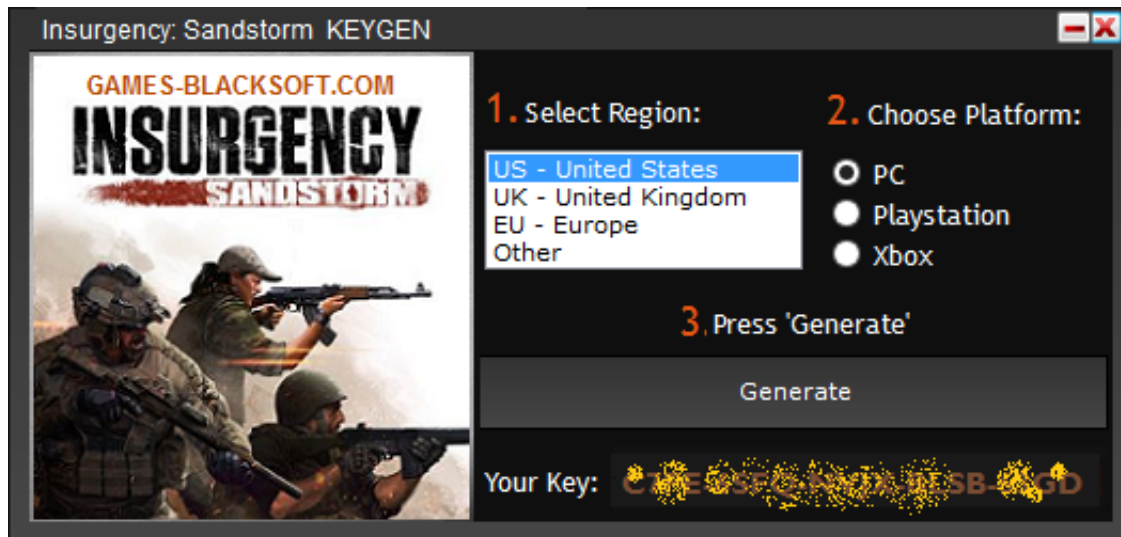 Insurgency: Sandstorm KEYGEN
GAMES-BLACKSOFT.COM
INSURGENCY
SANDSTORM
1. Select Region:
US - United States
UK - United Kingdom
EU - Europe
Other
2. Choose Platform:
PC
Playstation
Xbox
3. Press 'Generate'
Generate
Your Key: